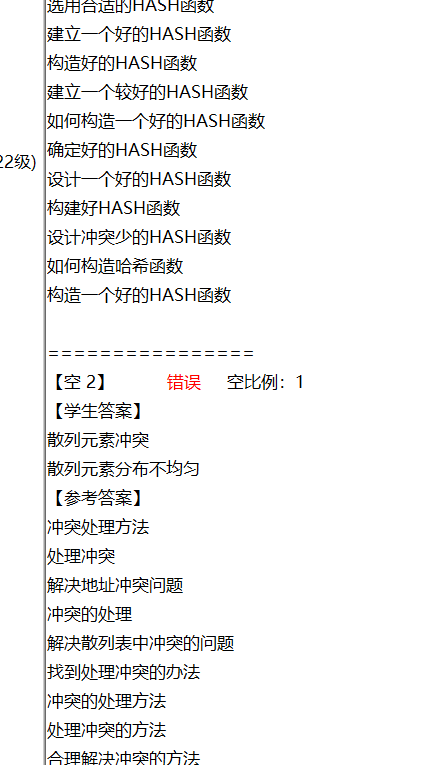 选用合适的HASH函数
建立一个好的HASH函数
构造好的HASH函数
建立一个较好的HASH函数
如何构造一个好的HASH函数
确定好的HASH函数
22级)
设计一个好的HASH函数
构建好HASH函数
设计冲突少的HASH函数
如何构造哈希函数
构造一个好的HASH函数
================
【空 2】 错误 空比例：1
【学生答案】
散列元素冲突
散列元素分布不均匀
【参考答案】
冲突处理方法
处理冲突
解决地址冲突问题
冲突的处理
解决散列表中冲突的问题
找到处理冲突的办法
冲突的处理方法
处理冲突的方法
合理解决冲突的方法